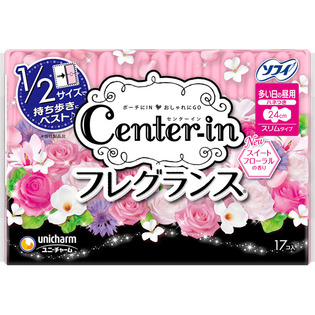 1/2サイズで
持ち歩きに
ベスト♪
ポーチにIN ♥ おしゃれにGO
センターイン
Center-in
フレグランス
ソフィ
多い日の昼用
24cm
スリムタイプ
New
スイート
フローラル
の香り
unicharm
ユニ・チャーム
17コ入